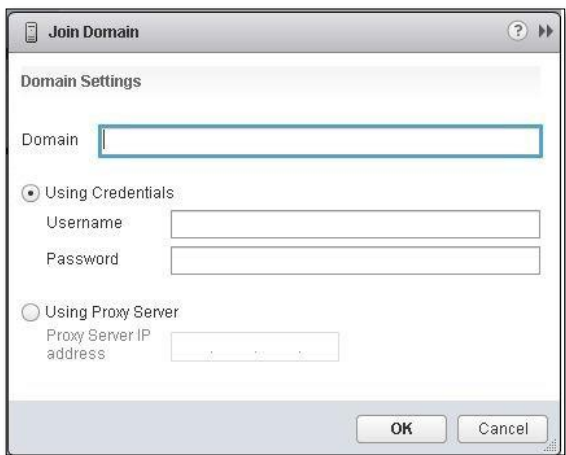 Join Domain ?
Domain Settings
Domain
Using Credentials
Username
Password
Using Proxy Server
Proxy Server IP
address
. . .
OK Cancel